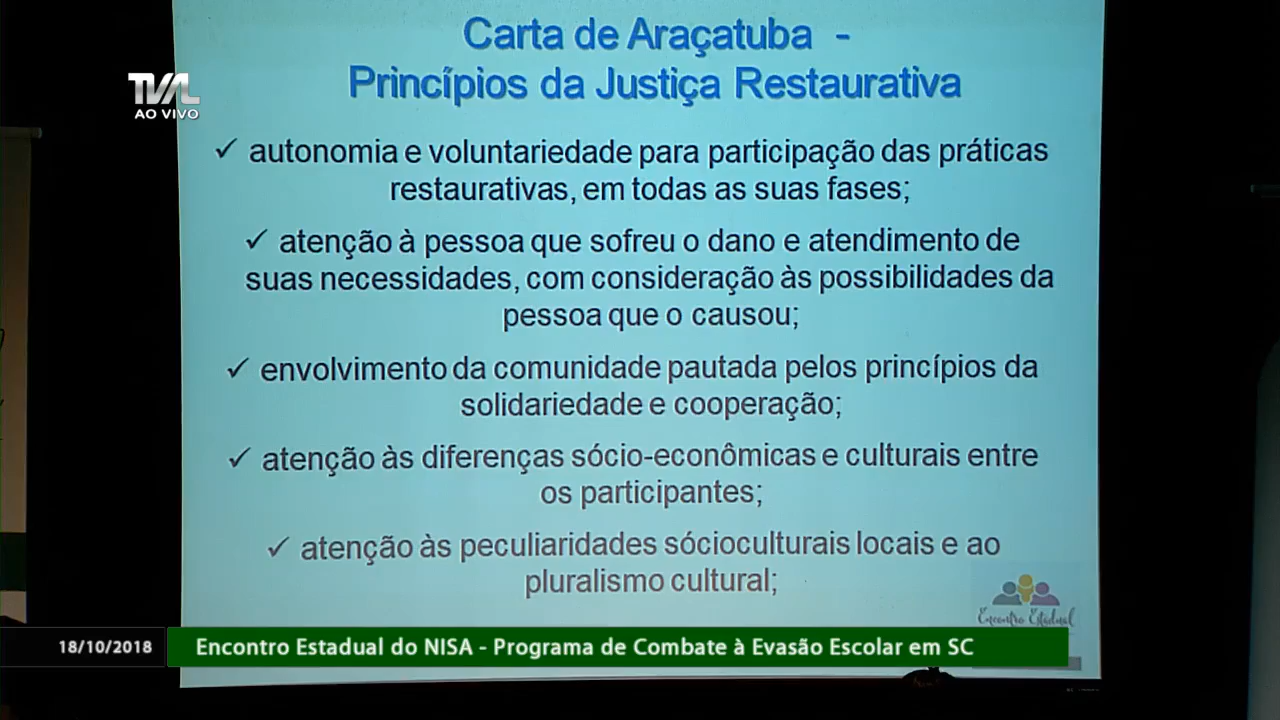 Carta de Araçatuba -
Princípios da Justiça Restaurativa
TVAL
AO VIVO
✓ autonomia e voluntariedade para participação das práticas
restaurativas, em todas as suas fases;
✓ atenção à pessoa que sofreu o dano e atendimento de
suas necessidades, com consideração às possibilidades da
pessoa que o causou;
✓ envolvimento da comunidade pautada pelos princípios da
solidariedade e cooperação;
✓ atenção às diferenças sócio-econômicas e culturais entre
os participantes;
✓ atenção às peculiaridades sócioculturais locais e ao
pluralismo cultural;
Encontro Estadual
18/10/2018
Encontro Estadual do NISA - Programa de Combate à Evasão Escolar em SC